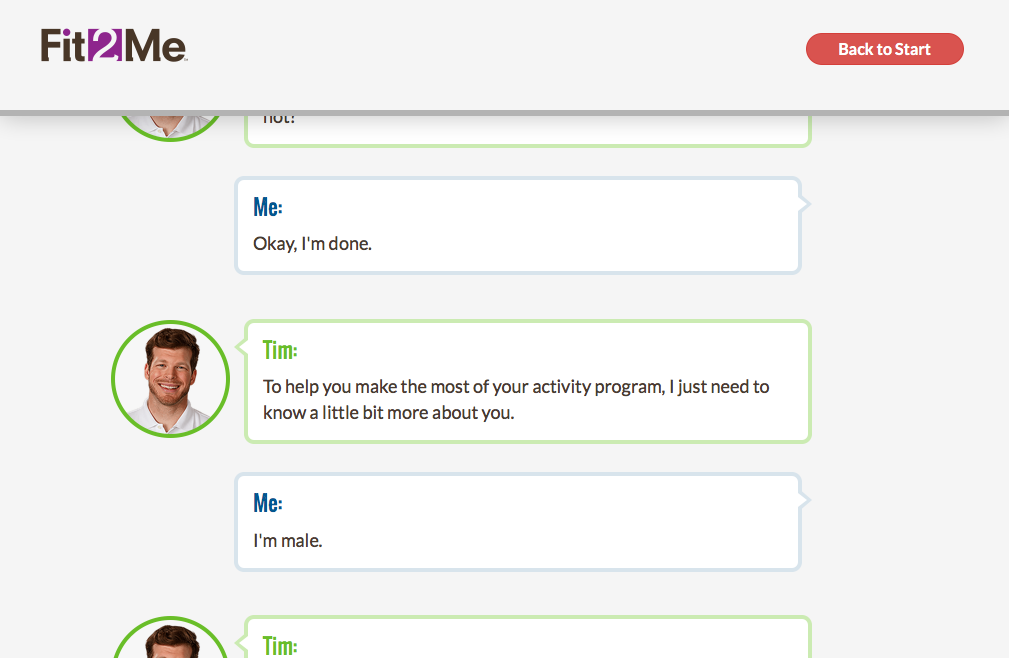 Fit2Me
Back to Start
not?
Me:
Okay, I'm done.
Tim:
To help you make the most of your activity program, I just need to
know a little bit more about you.
Me:
I'm male.
Tim: